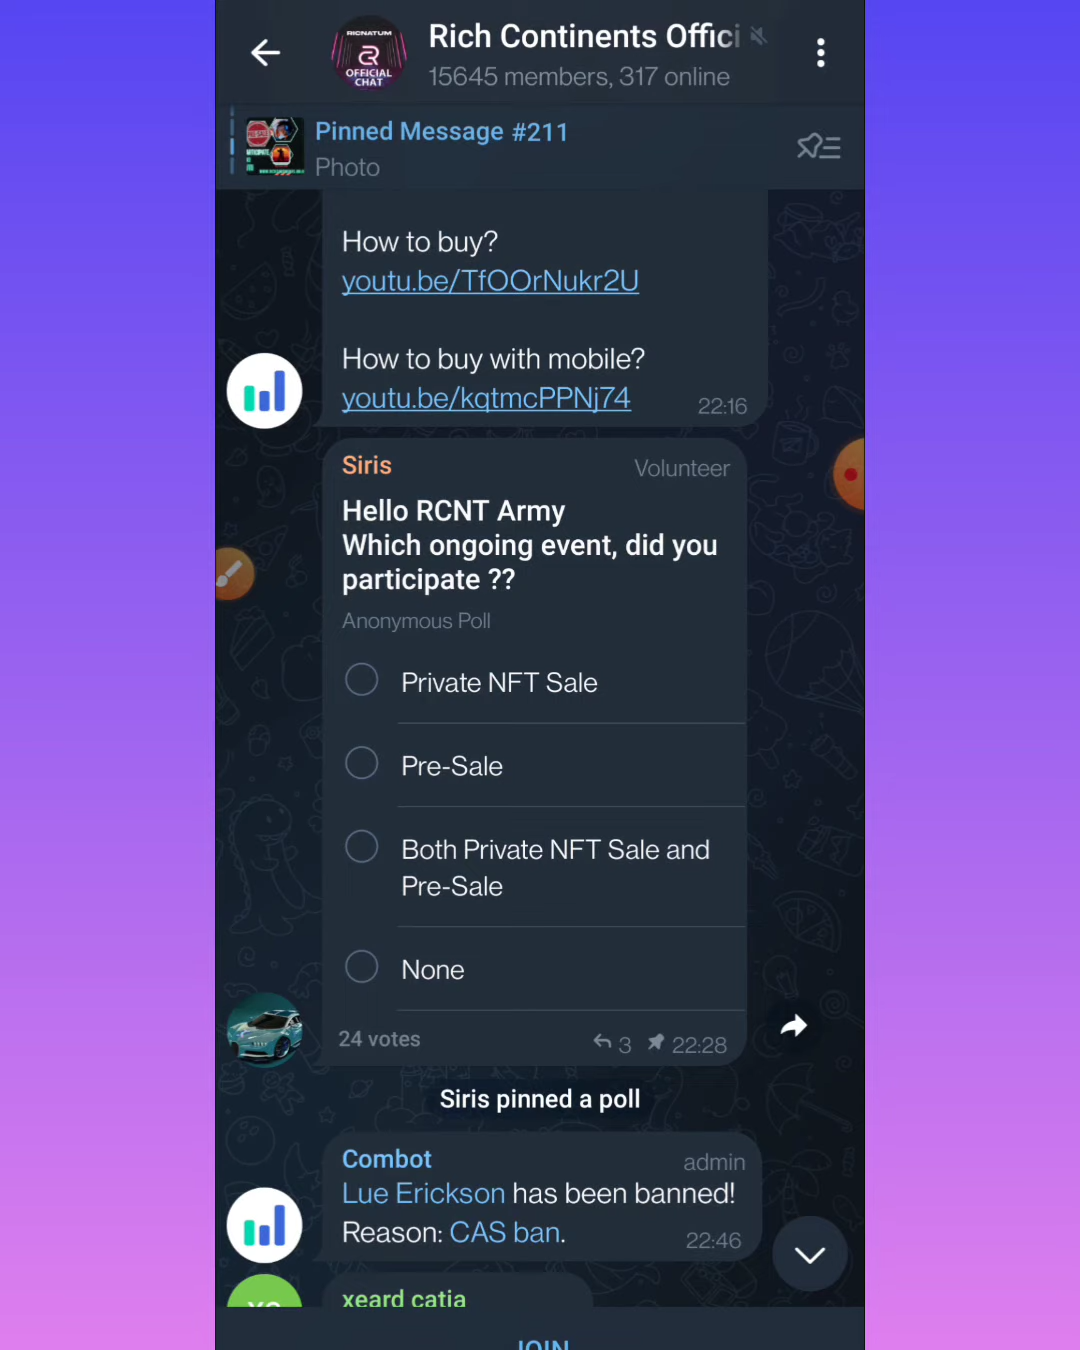 RICNATUM
OFFICIAL
CHAT
Rich Continents Offici
15645 members, 317 online
Pinned Message #211
Photo
How to buy?
youtu.be/TfOOrNukr2U
How to buy with mobile?
youtu.be/kqtmcPPNj74
22:16
Siris
Volunteer
Hello RCNT Army
Which ongoing event, did you
participate ??
Anonymous Poll
Private NFT Sale
Pre-Sale
Both Private NFT Sale and
Pre-Sale
None
24 votes
3 22:28
Siris pinned a poll
Combot
admin
Lue Erickson has been banned!
Reason: CAS ban.
22:46
xeard catia
JOIN